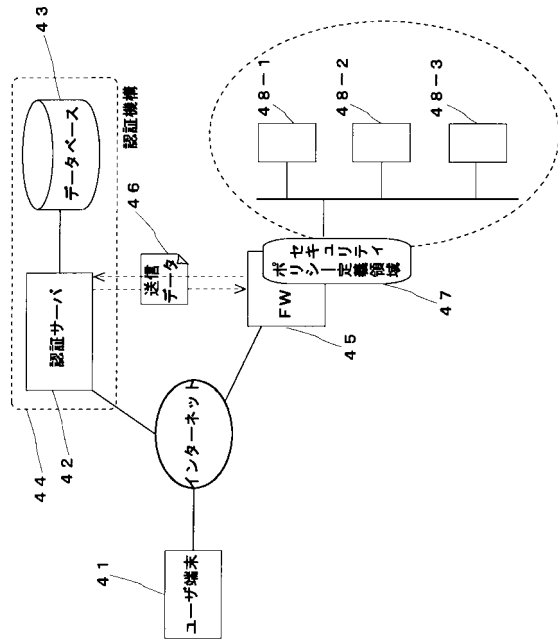 ４１
ユーザ端末
インターネット
４４
４２
認証サーバ
データベース
４３
認証機構
４６
送信
データ
FW
４５
セキュリティ
ポリシー定義領域
４７
４８－１
４８－２
４８－３